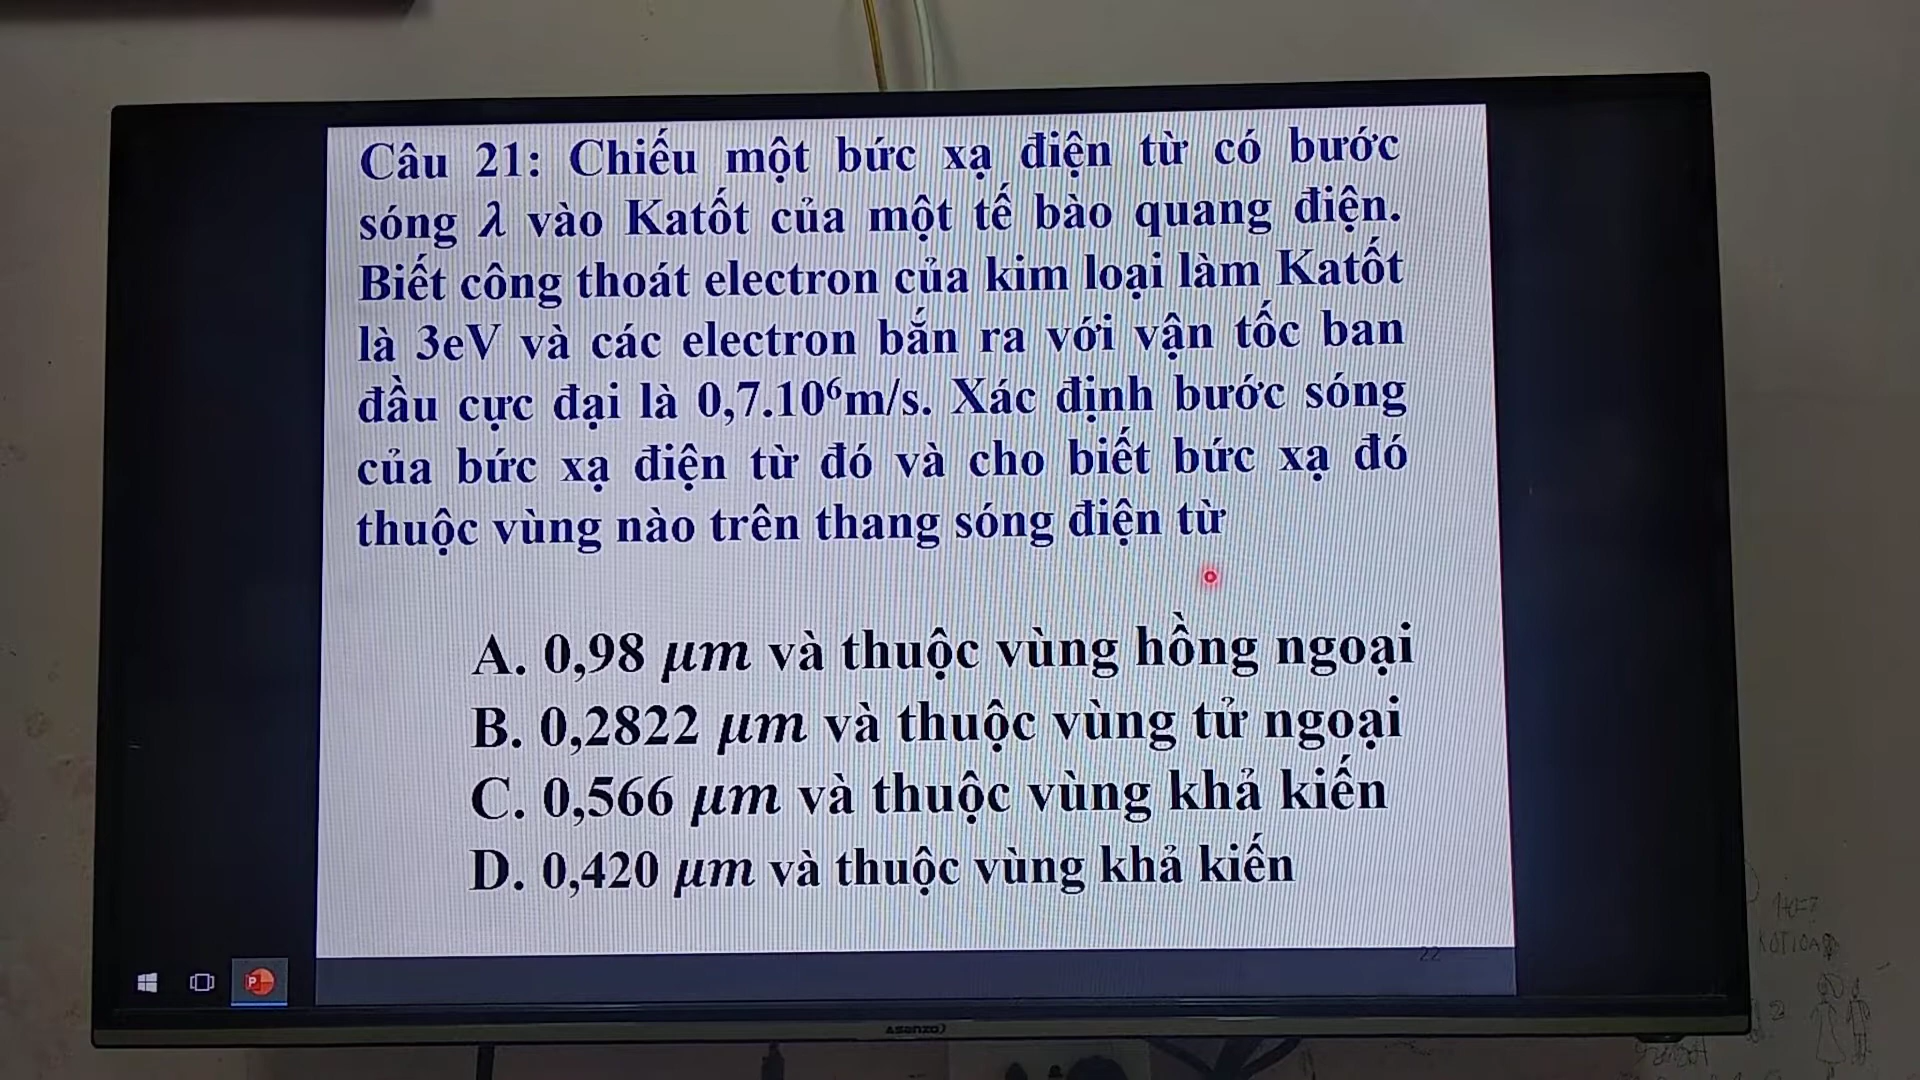 Câu 21: Chiếu một bức xạ điện từ có bước
sóng λ vào Katốt của một tế bào quang điện.
Biết công thoát electron của kim loại làm Katốt
là 3eV và các electron bắn ra với vận tốc ban
đầu cực đại là 0,7.10⁶m/s. Xác định bước sóng
của bức xạ điện từ đó và cho biết bức xạ đó
thuộc vùng nào trên thang sóng điện từ
A. 0,98 μm và thuộc vùng hồng ngoại
B. 0,2822 μm và thuộc vùng tử ngoại
C. 0,566 μm và thuộc vùng khả kiến
D. 0,420 μm và thuộc vùng khả kiến
22
P
Asanzo